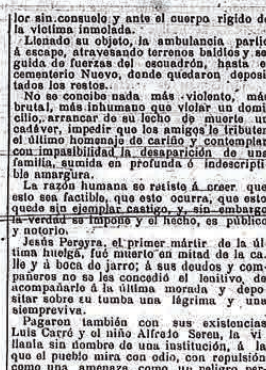 lor sin consuelo y ante el cuerpo rígido de
la víctima inmolada.
Llenado su objeto, la ambulancia partió
á escape, atravesando terrenos baldíos y se-
guida de fuerzas del escuadrón, hasta el
cementerio Nuevo, donde quedaron deposi
tados los restos.
No se concibe nada más violento, más
brutal, más inhumano que violar un domi
cilio, arrancar de su lecho de muerte un
cadáver, impedir que los amigos le tributen
el último homenaje de cariño y contemplar
con impasibilidad la desaparición de una
familia, sumida en profunda é indescripti
ble amargura.
La razón humana se resiste á creer que
esto sea factible, que esto ocurra, que esto
quede sin ejemplar castigo, y, sin embargo
la verdad se impone y el hecho es público
y notorio.
Jesús Pereyra, el primer mártir de la úl-
tima huelga, fué muerto en mitad de la ca-
lle y á boca de jarro; á sus deudos y com-
pañeros no se les concedió el lenitivo, de
acompañarle á la última morada y depo-
sitar sobre su tumba una lágrima y una
siempreviva.
Pagaron también con sus existencias
Luis Carró y el niño Alfredo Seren, la vi
llanía sin nombre de una institución, á la
que el pueblo mira con odio, con repulsión
como una amenaza, como un peligro per-